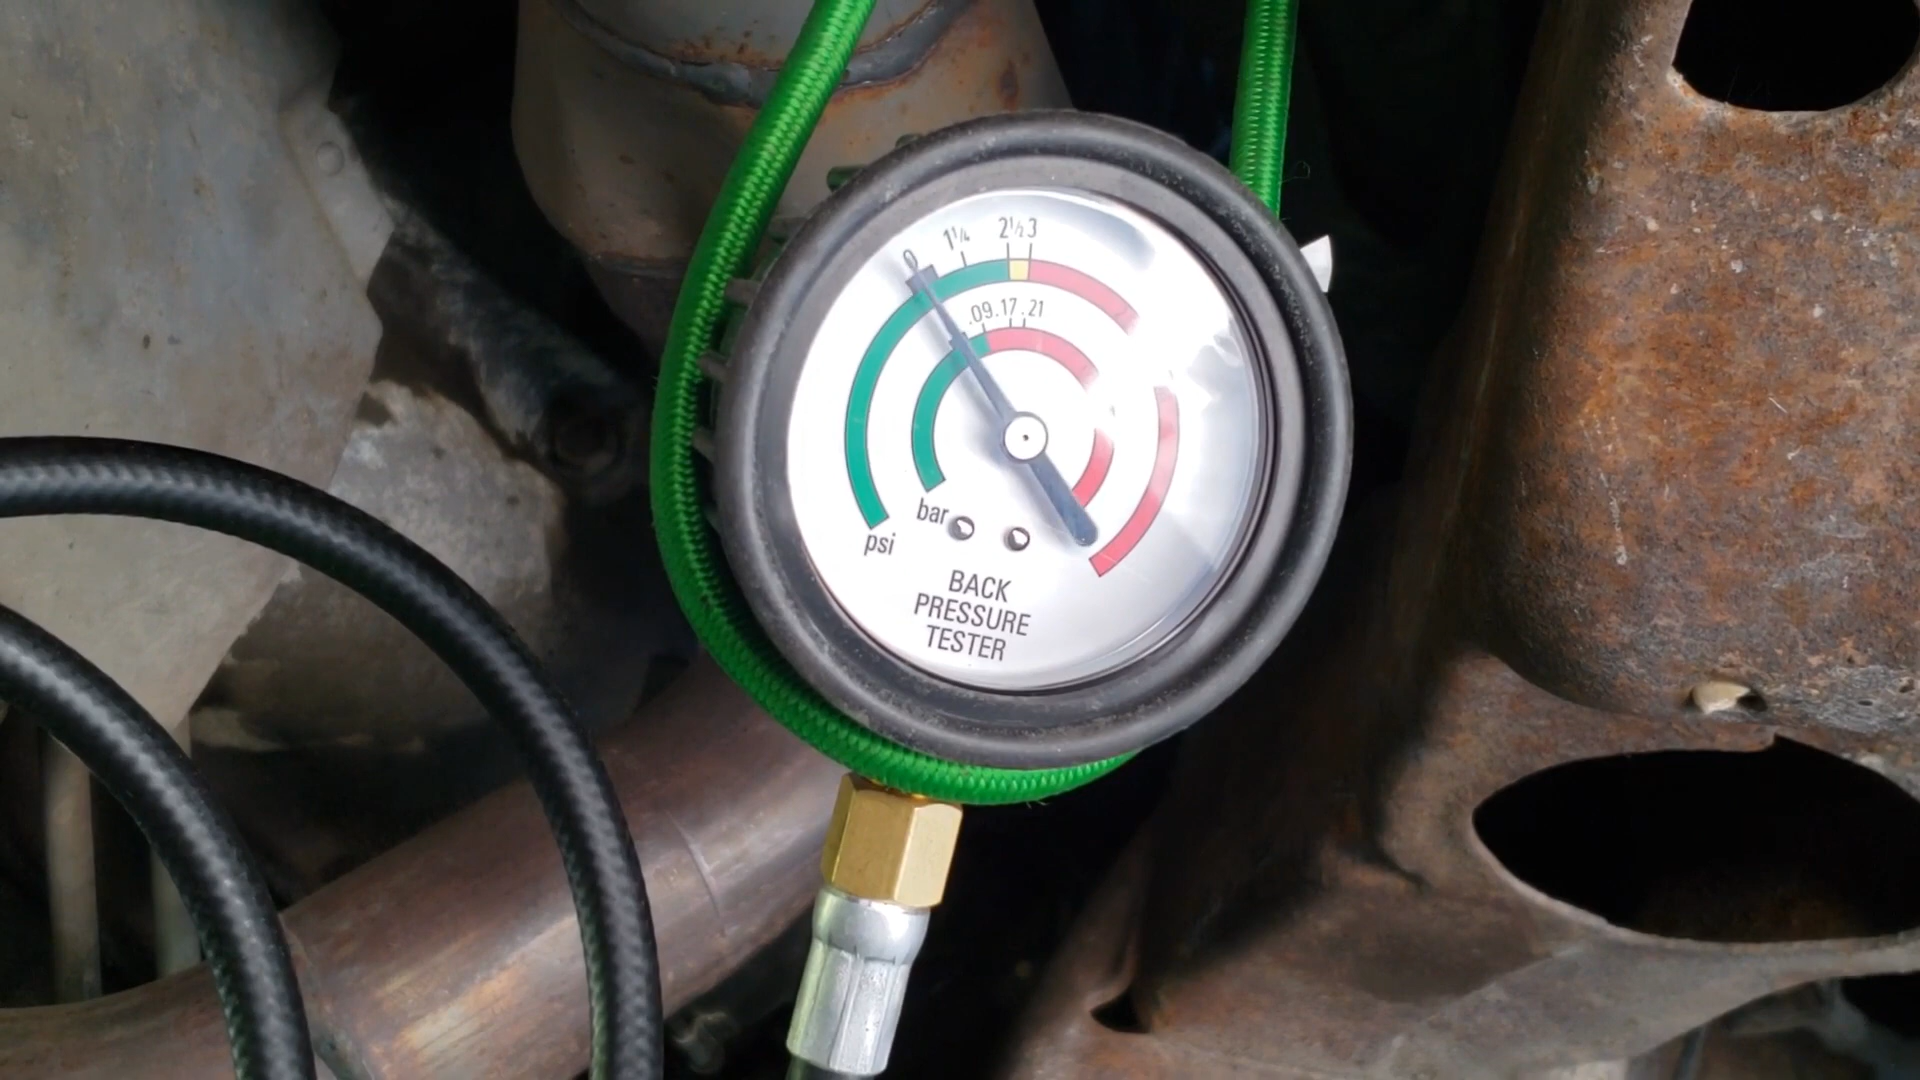 0 1¼ 2½ 3
.09 .17 .21
bar
psi
BACK
PRESSURE
TESTER